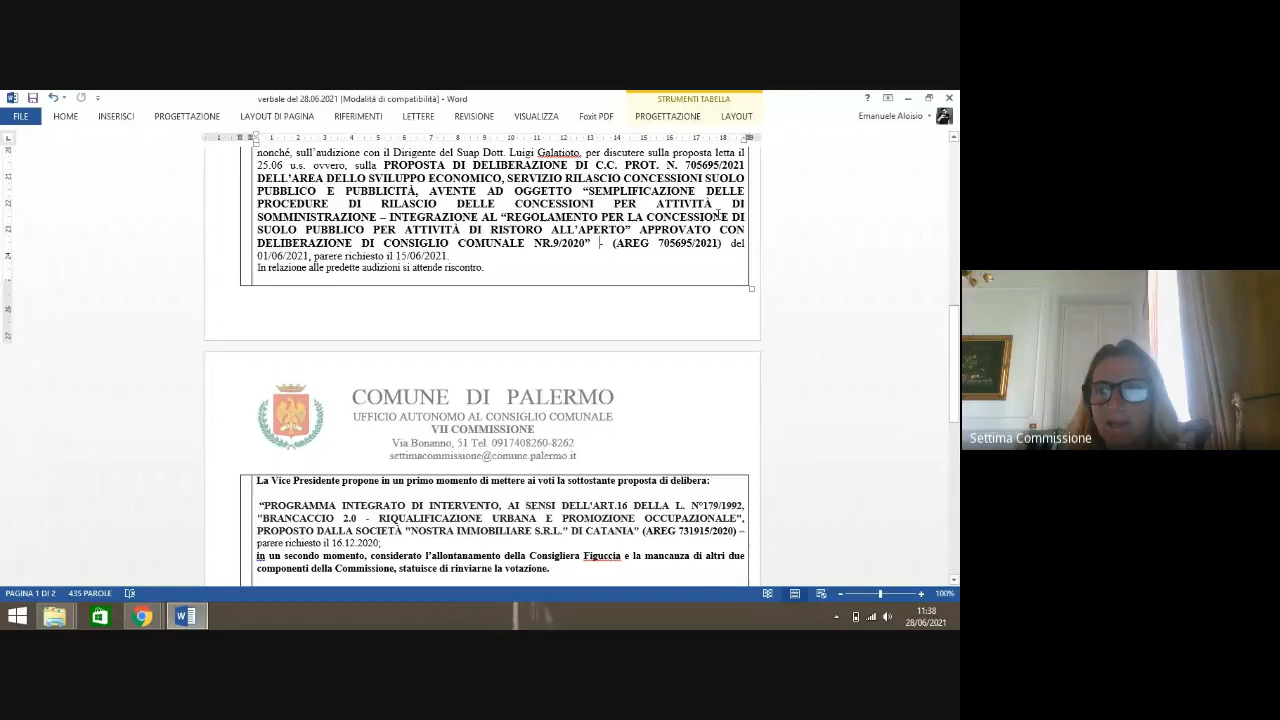 verbale del 28.06.2021 [Modalità di compatibilità] - Word
STRUMENTI TABELLA
FILE HOME INSERISCI PROGETTAZIONE LAYOUT DI PAGINA RIFERIMENTI LETTERE REVISIONE VISUALIZZA Foxit PDF PROGETTAZIONE LAYOUT Emanuele Aloisio
nonché, sull'audizione con il Dirigente del Suap Dott. Luigi Galatioto, per discutere sulla proposta letta il
25.06 u.s. ovvero, sulla PROPOSTA DI DELIBERAZIONE DI C.C. PROT. N. 705695/2021
DELL'AREA DELLO SVILUPPO ECONOMICO, SERVIZIO RILASCIO CONCESSIONI SUOLO
PUBBLICO E PUBBLICITÀ, AVENTE AD OGGETTO "SEMPLIFICAZIONE DELLE
PROCEDURE DI RILASCIO DELLE CONCESSIONI PER ATTIVITÀ DI
SOMMINISTRAZIONE – INTEGRAZIONE AL "REGOLAMENTO PER LA CONCESSIONE DI
SUOLO PUBBLICO PER ATTIVITÀ DI RISTORO ALL'APERTO" APPROVATO CON
DELIBERAZIONE DI CONSIGLIO COMUNALE NR.9/2020" - (AREG 705695/2021) del
01/06/2021, parere richiesto il 15/06/2021.
In relazione alle predette audizioni si attende riscontro.
COMUNE DI PALERMO
UFFICIO AUTONOMO AL CONSIGLIO COMUNALE
VII COMMISSIONE
Via Bonanno, 51 Tel. 0917408260-8262
settimacommissione@comune.palermo.it
La Vice Presidente propone in un primo momento di mettere ai voti la sottostante proposta di delibera:
"PROGRAMMA INTEGRATO DI INTERVENTO, AI SENSI DELL'ART.16 DELLA L. N°179/1992,
"BRANCACCIO 2.0 - RIQUALIFICAZIONE URBANA E PROMOZIONE OCCUPAZIONALE",
PROPOSTO DALLA SOCIETÀ "NOSTRA IMMOBILIARE S.R.L." DI CATANIA" (AREG 731915/2020) –
parere richiesto il 16.12.2020;
in un secondo momento, considerato l'allontanamento della Consigliera Figuccia e la mancanza di altri due
componenti della Commissione, statuisce di rinviarne la votazione.
Settima Commissione
PAGINA 1 DI 2 435 PAROLE 100%
11:38
28/06/2021